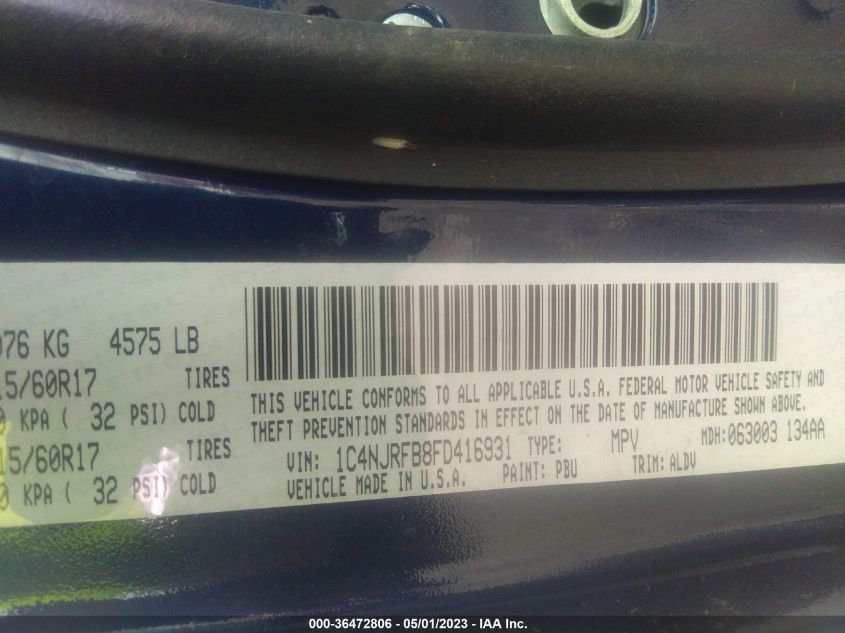 076 KG 4575 LB
15/60R17 TIRES
0 KPA ( 32 PSI) COLD
15/60R17 TIRES
0 KPA ( 32 PSI) COLD
THIS VEHICLE CONFORMS TO ALL APPLICABLE U.S.A. FEDERAL MOTOR VEHICLE SAFETY AND
THEFT PREVENTION STANDARDS IN EFFECT ON THE DATE OF MANUFACTURE SHOWN ABOVE.
VIN: 1C4NJRFB8FD416931 TYPE: MPV MDH:063003 134AA
VEHICLE MADE IN U.S.A. PAINT: PBU TRIM: ALDV
000-36472806 - 05/01/2023 - IAA Inc.